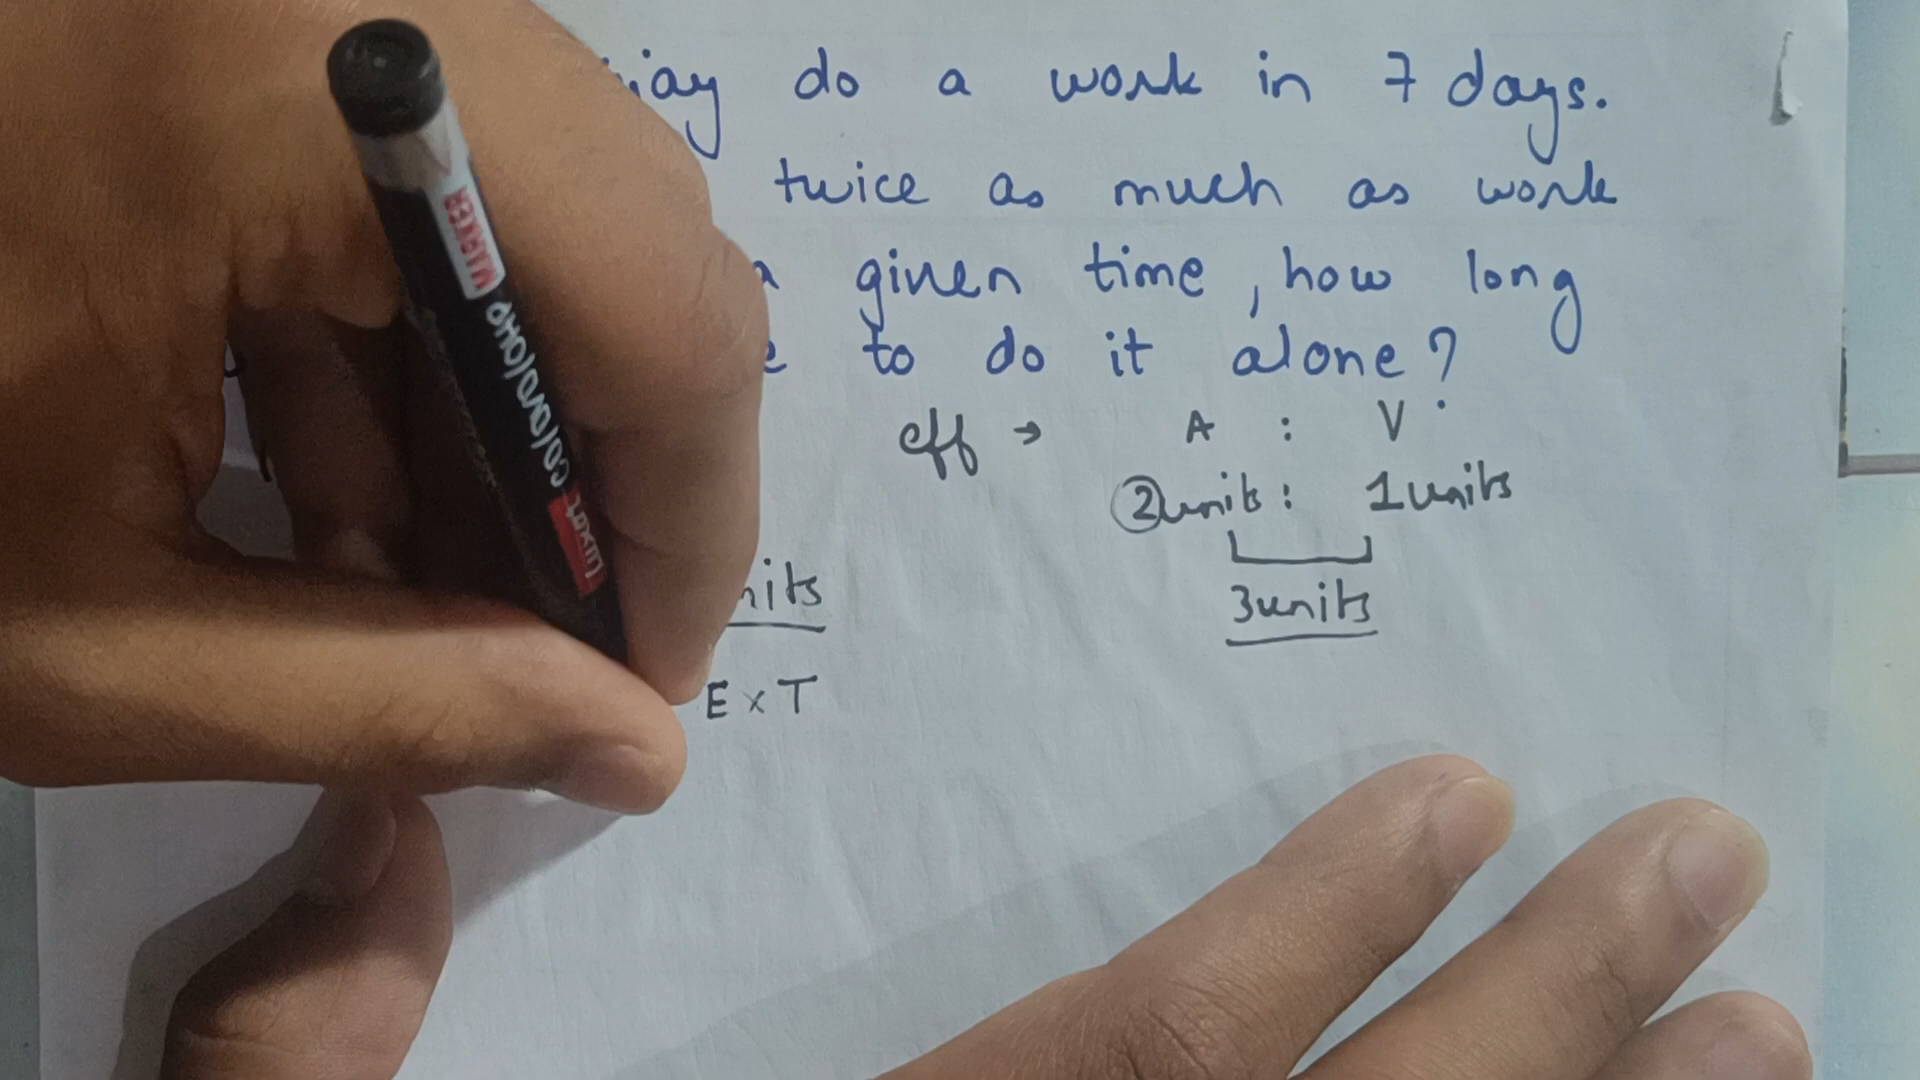 do a work in 7 days.
twice as much as work
given time, how long
to do it alone?
eff → A : V
2units : 1units
3units
E x T
MARKER
Luxor